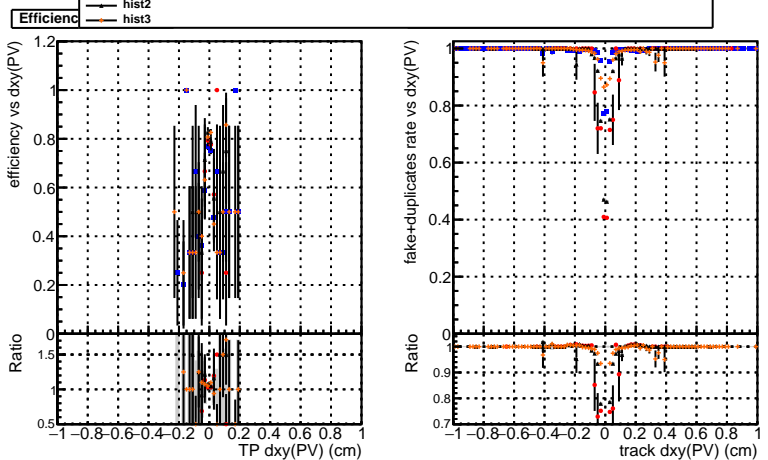 hist2
hist3
Efficienc
efficiency vs dxy(PV)
1.2
1
0.8
0.6
0.4
0.2
0
Ratio
1.5
1
0.5
−1 −0.8 −0.6 −0.4 −0.2 0 0.2 0.4 0.6 0.8 1
TP dxy(PV) (cm)
fake+duplicates rate vs dxy(PV)
1
0.8
0.6
0.4
0.2
0
Ratio
1
0.9
0.8
0.7
−1 −0.8 −0.6 −0.4 −0.2 0 0.2 0.4 0.6 0.8 1
track dxy(PV) (cm)